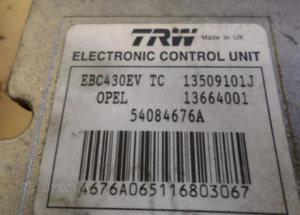 TRW Made in UK
ELECTRONIC CONTROL UNIT
EBC430EV TC 13509101J
OPEL 13664001
54084676A
4676A065116803067